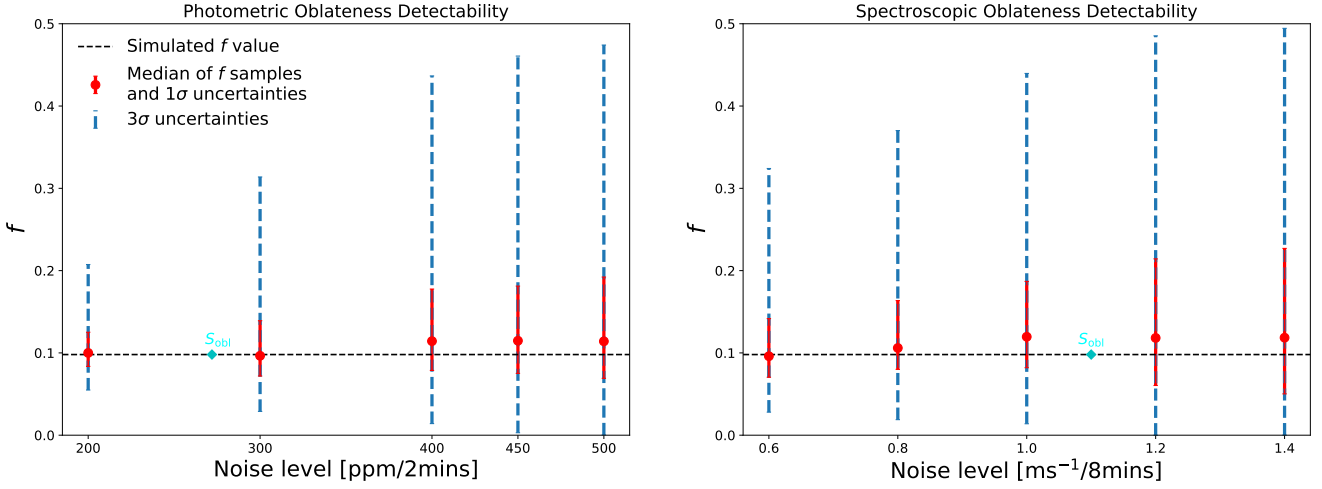 Photometric Oblateness Detectability
0.5
0.4
0.3
0.2
0.1
0.0
f
Simulated f value
Median of f samples
and 1σ uncertainties
3σ uncertainties
S_obl
200
300
400
450
500
Noise level [ppm/2mins]
Spectroscopic Oblateness Detectability
0.5
0.4
0.3
0.2
0.1
0.0
f
S_obl
0.6
0.8
1.0
1.2
1.4
Noise level [ms⁻¹/8mins]